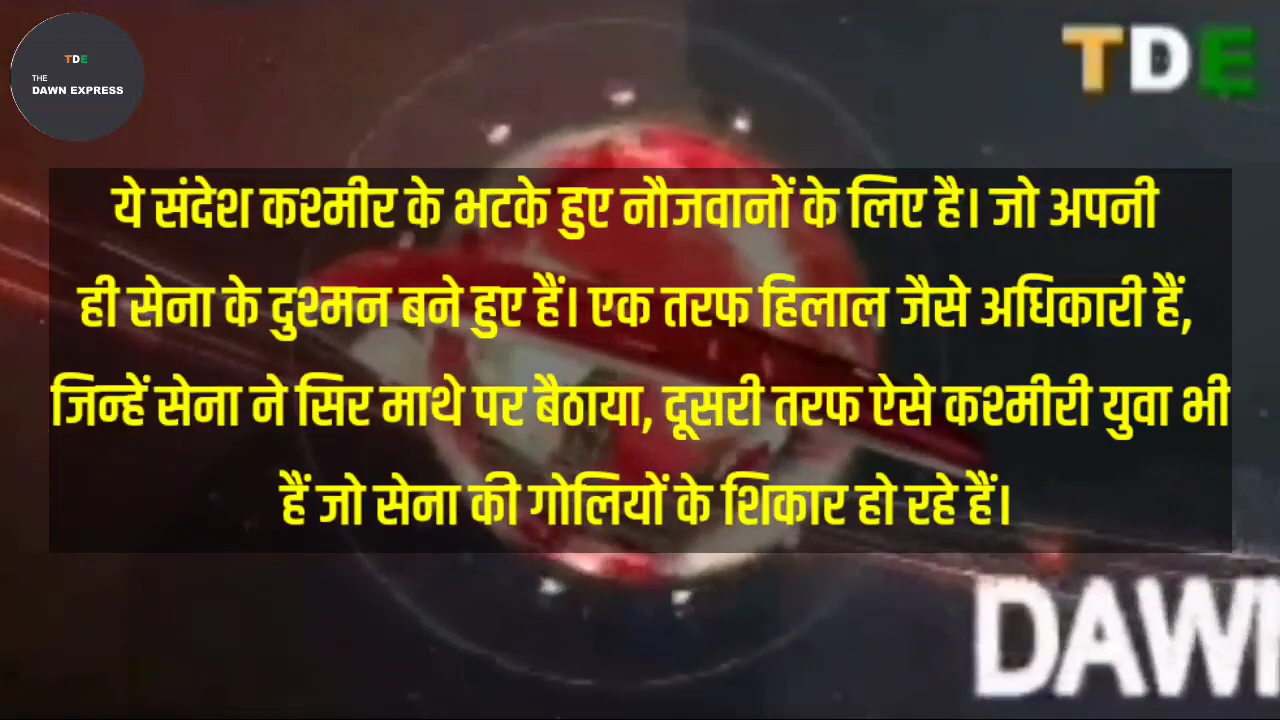 TDE
THE
DAWN EXPRESS
TDE
ये संदेश कश्मीर के भटके हुए नौजवानों के लिए है। जो अपनी
ही सेना के दुश्मन बने हुए हैं। एक तरफ हिलाल जैसे अधिकारी हैं,
जिन्हें सेना ने सिर माथे पर बैठाया, दूसरी तरफ ऐसे कश्मीरी युवा भी
हैं जो सेना की गोलियों के शिकार हो रहे हैं।